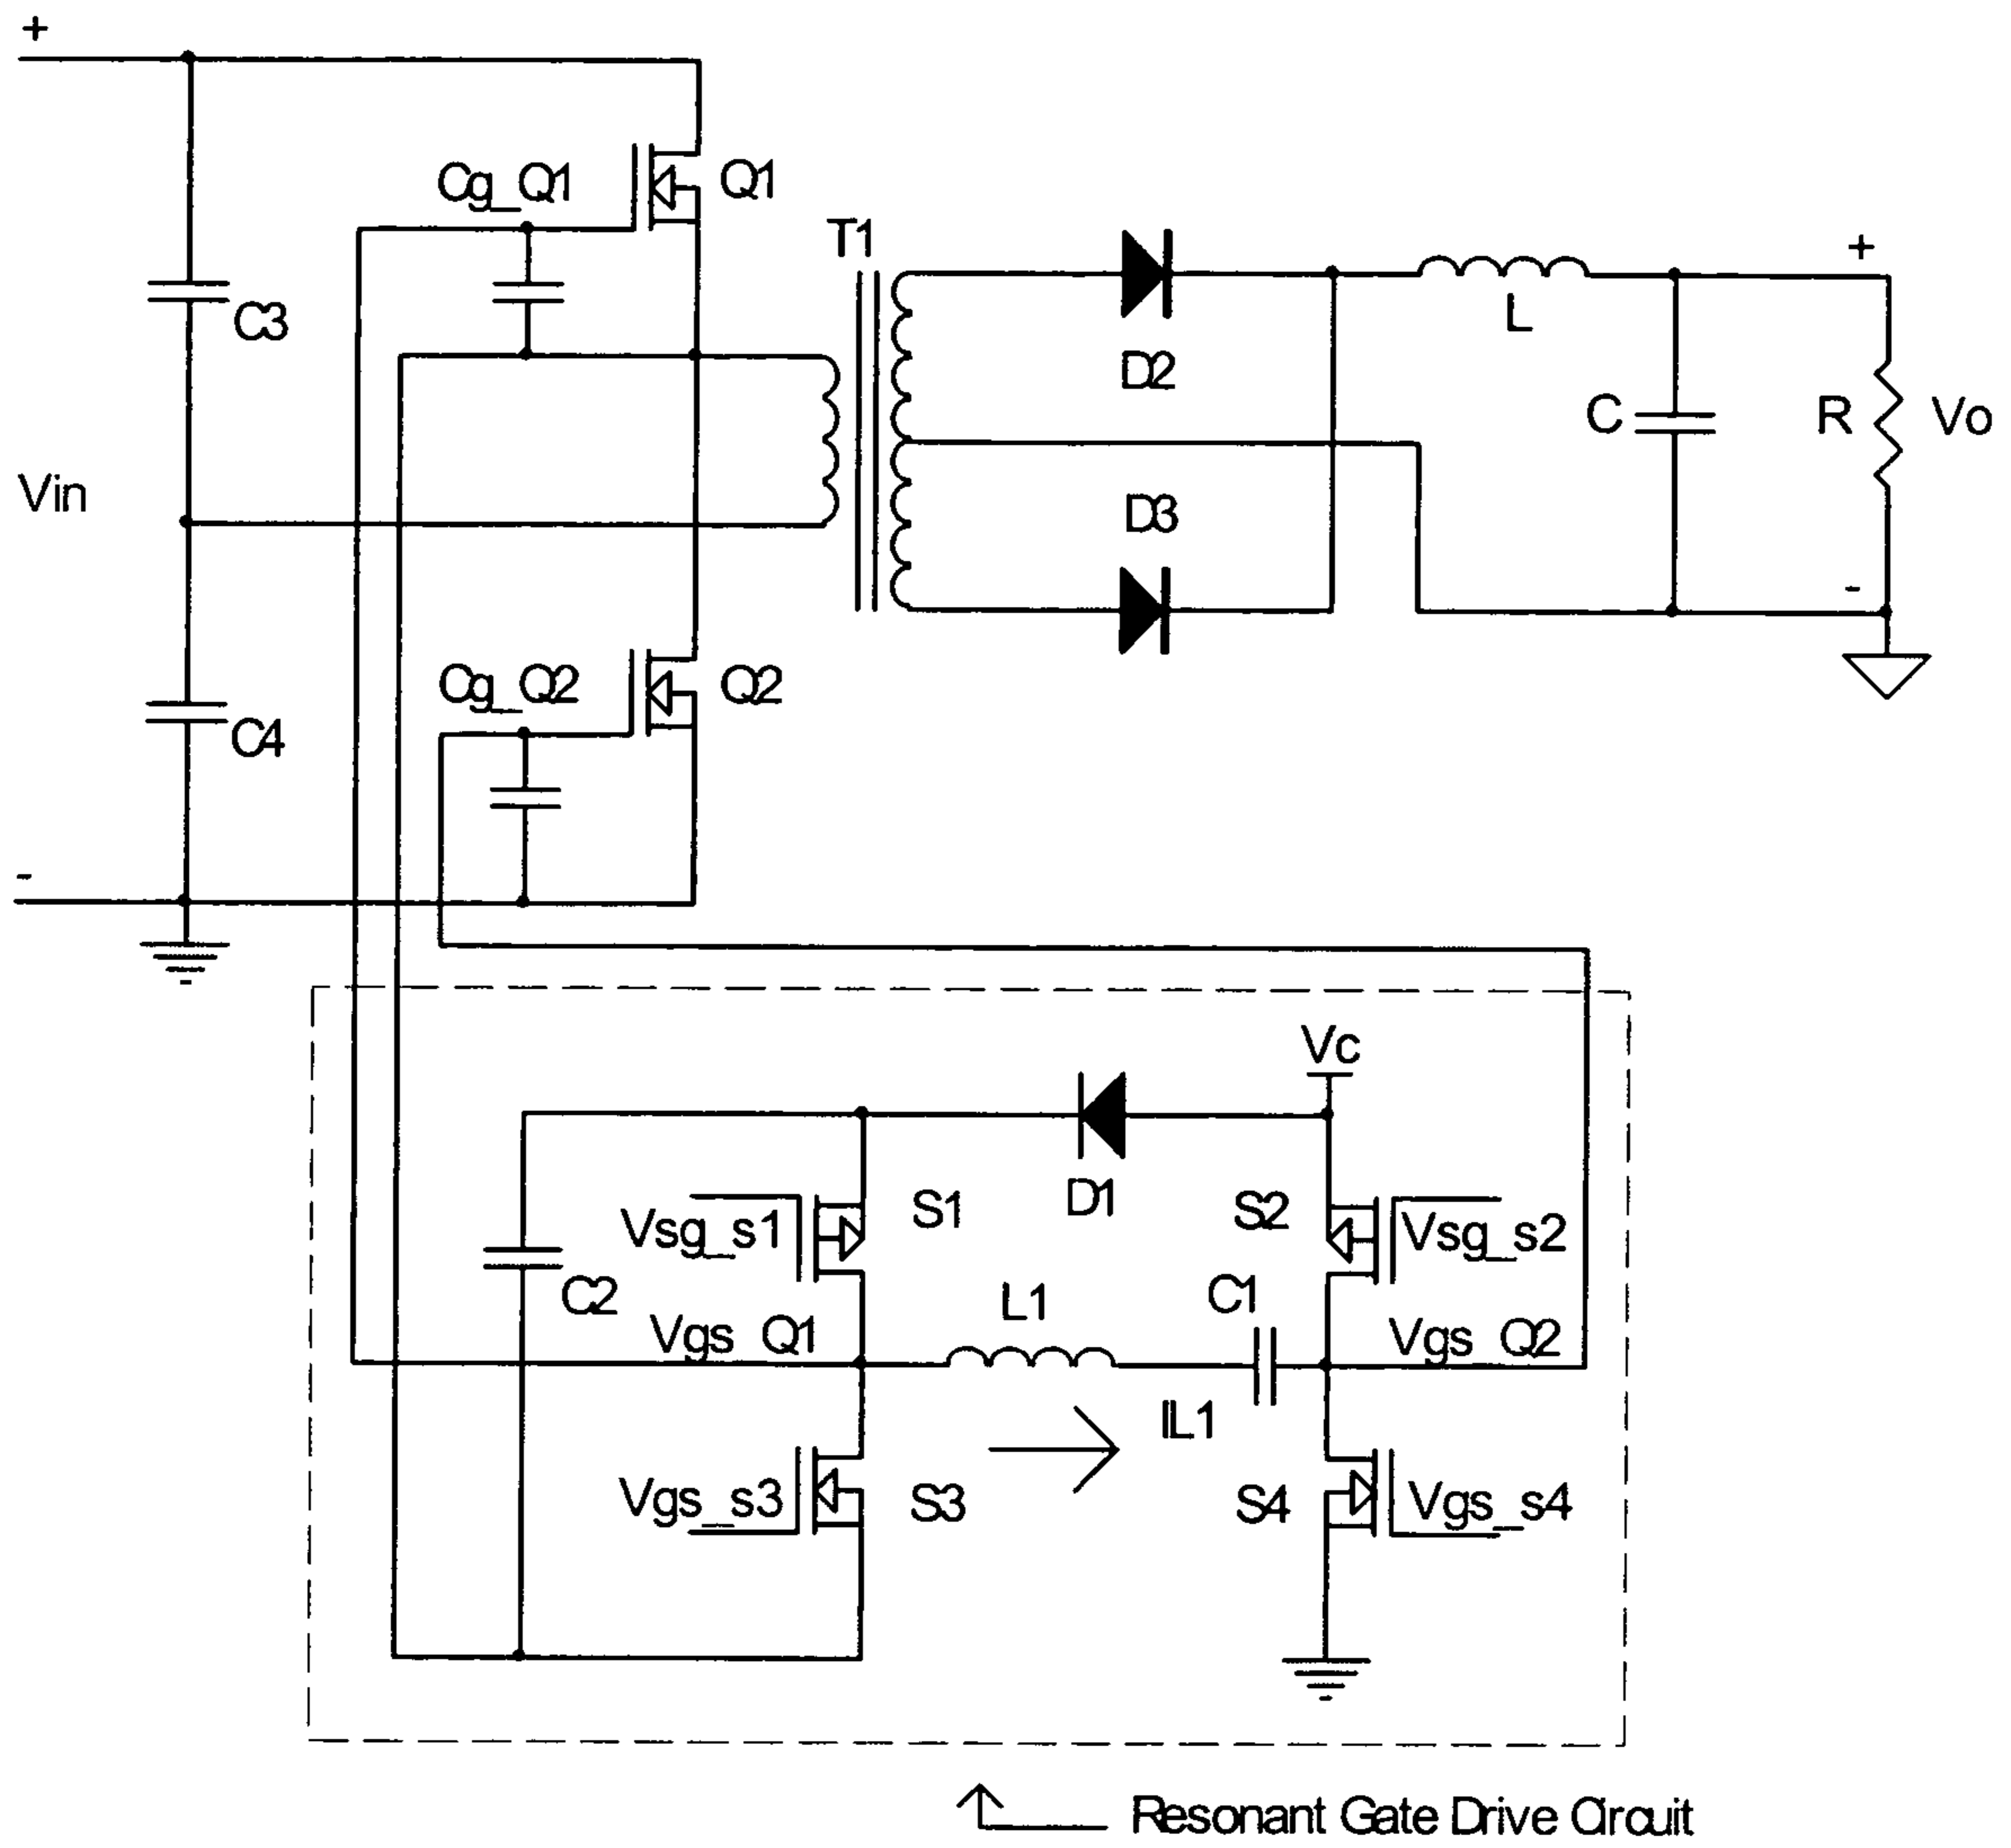 +
Cg_Q1
Q1
T1
+
C3
D2
L
C
R
Vo
Vin
D3
-
Cg_Q2
Q2
C4
-
Vc
D1
Vsg_s1
S1
S2
Vsg_s2
C2
L1
C1
Vgs_Q1
Vgs_Q2
IL1
Vgs_s3
S3
S4
Vgs_s4
Resonant Gate Drive Circuit